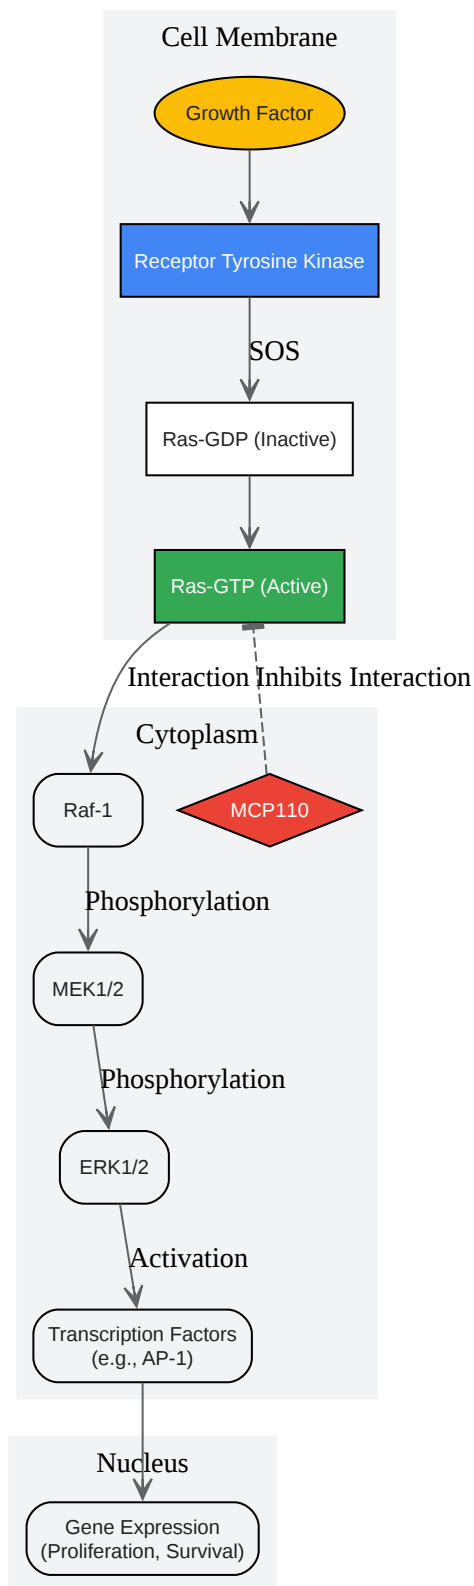 Cell Membrane
Growth Factor
Receptor Tyrosine Kinase
SOS
Ras-GDP (Inactive)
Ras-GTP (Active)
Interaction
Inhibits Interaction
Cytoplasm
Raf-1
MCP110
Phosphorylation
MEK1/2
Phosphorylation
ERK1/2
Activation
Transcription Factors
(e.g., AP-1)
Nucleus
Gene Expression
(Proliferation, Survival)